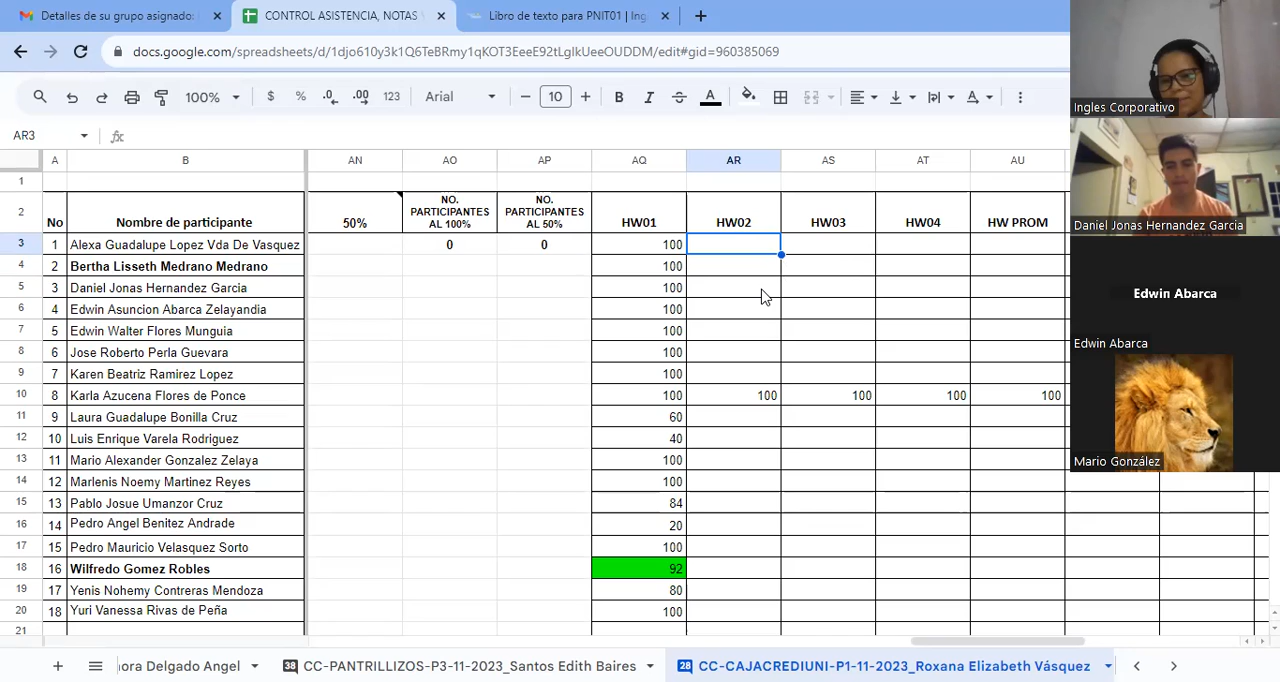 Detalles de su grupo asignado:
CONTROL ASISTENCIA, NOTAS
Libro de texto para PNIT01 | Ing
docs.google.com/spreadsheets/d/1djo610y3k1Q6TeBRmy1qKOT3EeeE92tLglkUeeOUDDM/edit#gid=960385069
100% $ % .0 .00 123 Arial 10 B I S A
AR3 fx
A B AN AO AP AQ AR AS AT AU
1
2 No Nombre de participante 50% NO. PARTICIPANTES AL 100% NO. PARTICIPANTES AL 50% HW01 HW02 HW03 HW04 HW PROM
3 1 Alexa Guadalupe Lopez Vda De Vasquez 0 0 100
4 2 Bertha Lisseth Medrano Medrano 100
5 3 Daniel Jonas Hernandez Garcia 100
6 4 Edwin Asuncion Abarca Zelayandia 100
7 5 Edwin Walter Flores Munguia 100
8 6 Jose Roberto Perla Guevara 100
9 7 Karen Beatriz Ramirez Lopez 100
10 8 Karla Azucena Flores de Ponce 100 100 100 100 100
11 9 Laura Guadalupe Bonilla Cruz 60
12 10 Luis Enrique Varela Rodriguez 40
13 11 Mario Alexander Gonzalez Zelaya 100
14 12 Marlenis Noemy Martinez Reyes 100
15 13 Pablo Josue Umanzor Cruz 84
16 14 Pedro Angel Benitez Andrade 20
17 15 Pedro Mauricio Velasquez Sorto 100
18 16 Wilfredo Gomez Robles 92
19 17 Yenis Nohemy Contreras Mendoza 80
20 18 Yuri Vanessa Rivas de Peña 100
21
Ingles Corporativo
Daniel Jonas Hernandez Garcia
Edwin Abarca
Edwin Abarca
Mario González
ora Delgado Angel
38 CC-PANTRILLIZOS-P3-11-2023_Santos Edith Baires
28 CC-CAJACREDIUNI-P1-11-2023_Roxana Elizabeth Vásquez